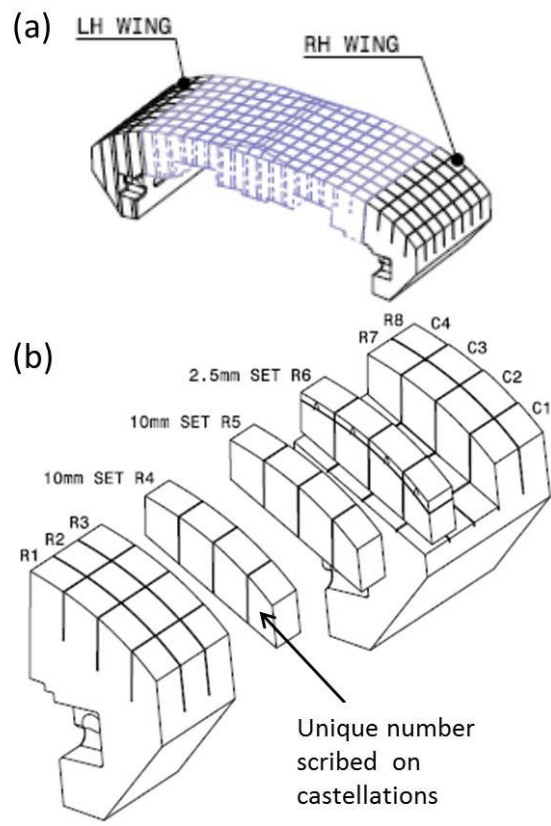 (a)
LH WING
RH WING
(b)
R8 C4
R7 C3
2.5mm SET R6 C2
10mm SET R5 C1
10mm SET R4
R3
R2
R1
Unique number
scribed on
castellations